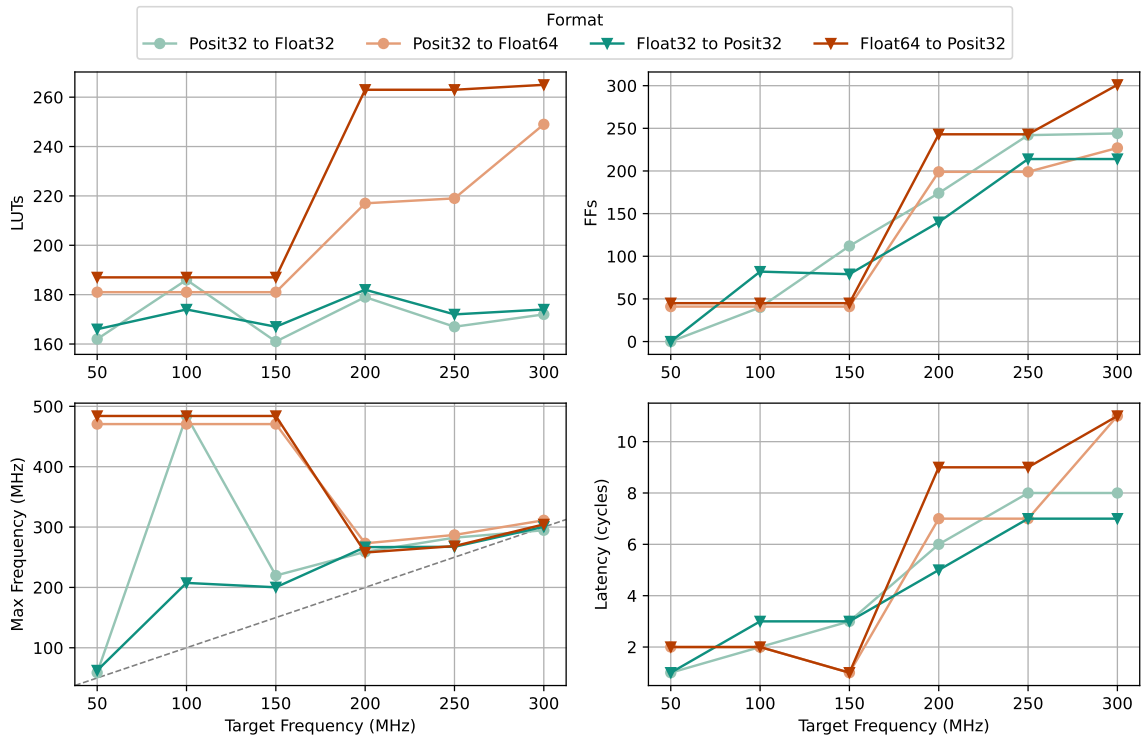 Format
Posit32 to Float32 Posit32 to Float64 Float32 to Posit32 Float64 to Posit32
LUTs
260
240
220
200
180
160
50 100 150 200 250 300
FFs
300
250
200
150
100
50
0
50 100 150 200 250 300
Max Frequency (MHz)
500
400
300
200
100
50 100 150 200 250 300
Target Frequency (MHz)
Latency (cycles)
10
8
6
4
2
50 100 150 200 250 300
Target Frequency (MHz)